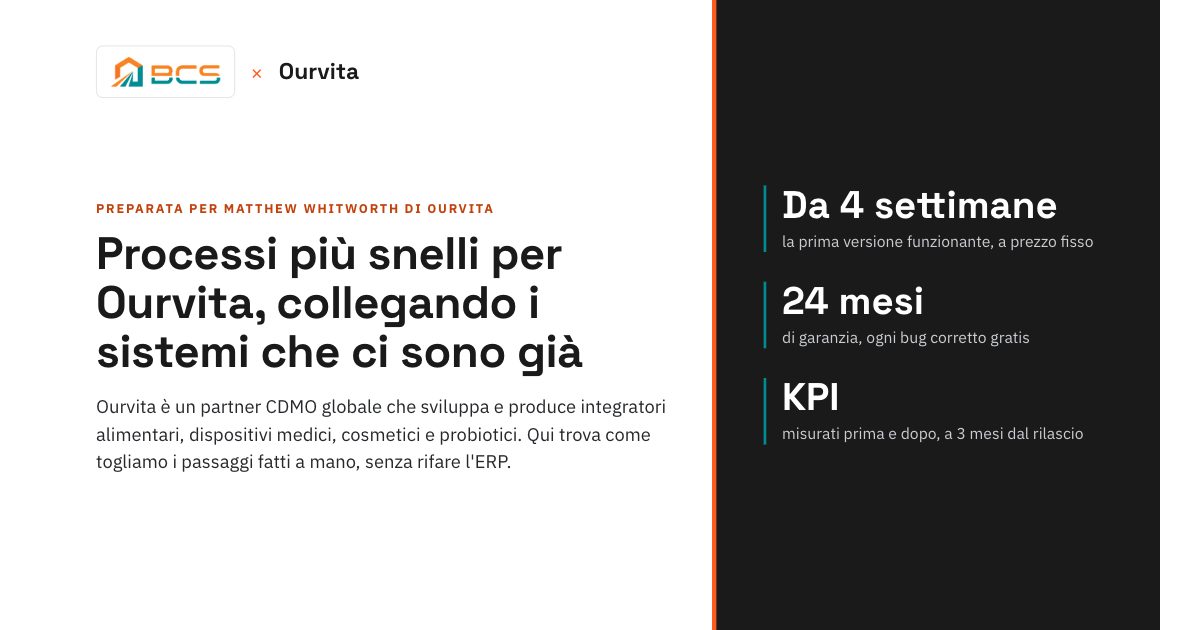 BCS × Ourvita
PREPARATA PER MATTHEW WHITWORTH DI OURVITA
Processi più snelli per
Ourvita, collegando i
sistemi che ci sono già
Ourvita è un partner CDMO globale che sviluppa e produce integratori
alimentari, dispositivi medici, cosmetici e probiotici. Qui trova come
togliamo i passaggi fatti a mano, senza rifare l'ERP.
Da 4 settimane
la prima versione funzionante, a prezzo fisso
24 mesi
di garanzia, ogni bug corretto gratis
KPI
misurati prima e dopo, a 3 mesi dal rilascio